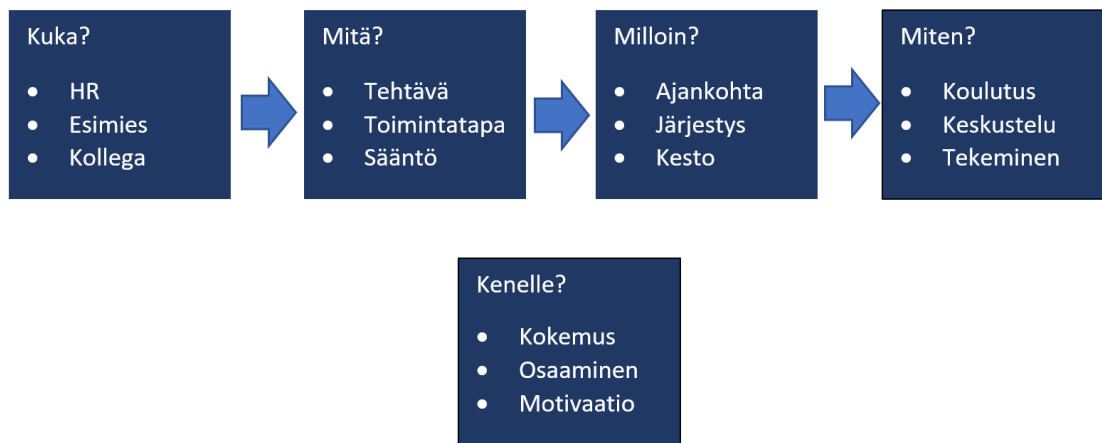 Kuka?
• HR
• Esimies
• Kollega
Mitä?
• Tehtävä
• Toimintatapa
• Sääntö
Milloin?
• Ajankohta
• Järjestys
• Kesto
Miten?
• Koulutus
• Keskustelu
• Tekeminen
Kenelle?
• Kokemus
• Osaaminen
• Motivaatio